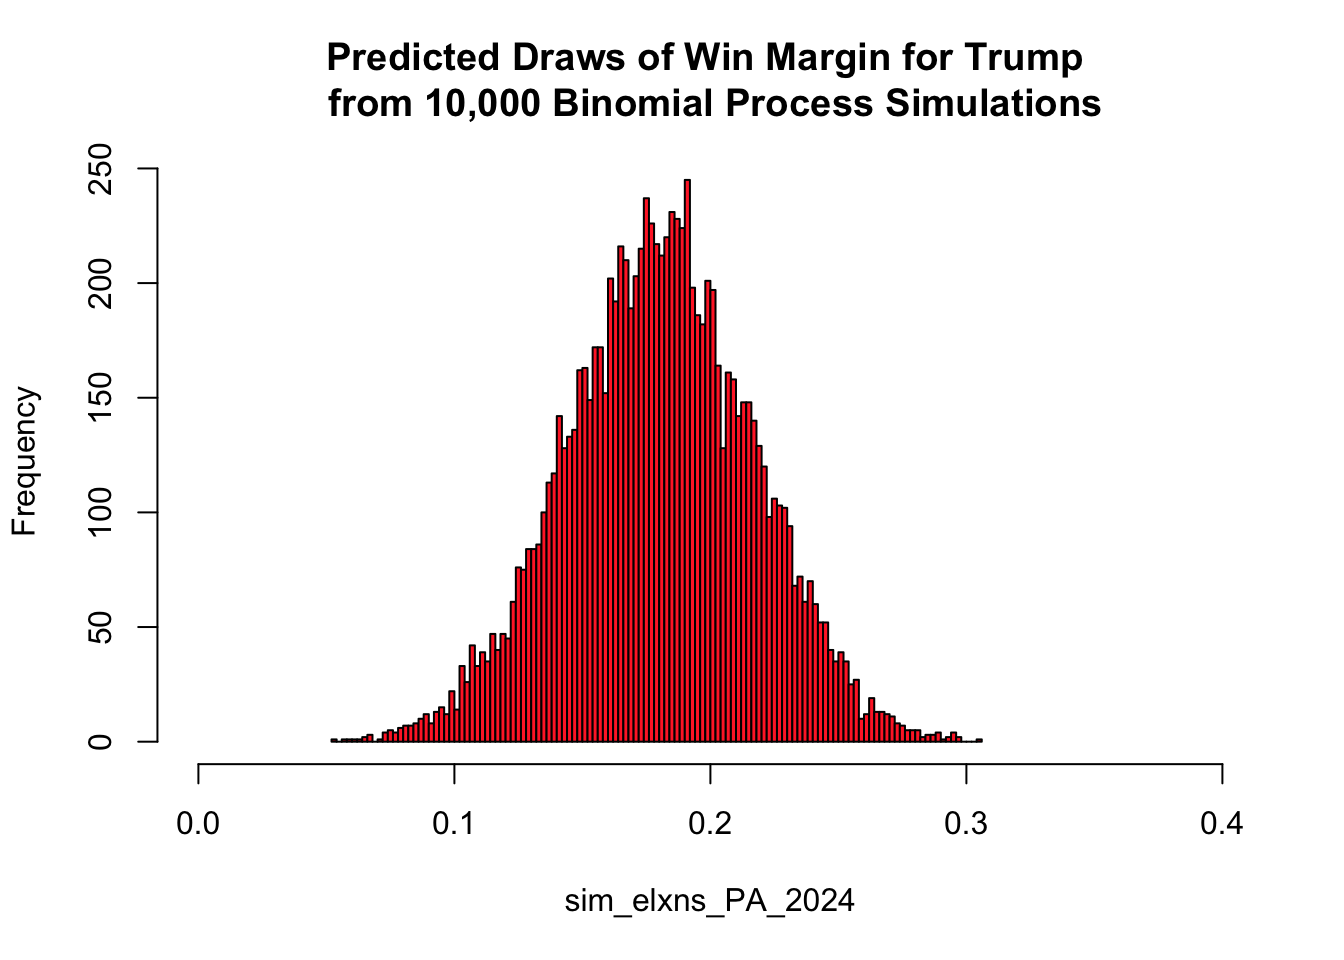 Predicted Draws of Win Margin for Trump
from 10,000 Binomial Process Simulations
Frequency
250
200
150
100
50
0
0.0 0.1 0.2 0.3 0.4
sim_elxns_PA_2024